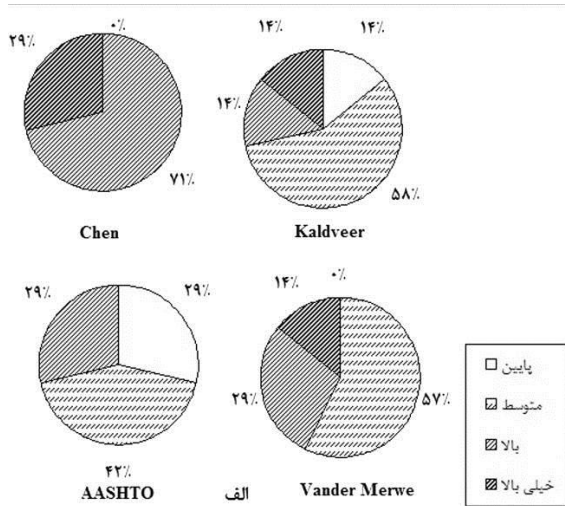 ۲۹٪ ۰٪
۷۱٪
Chen
۱۴٪ ۱۴٪
۱۴٪
۵۸٪
Kaldveer
۲۹٪ ۲۹٪
۴۲٪
AASHTO
الف
۱۴٪ ۰٪
۲۹٪ ۵۷٪
Vander Merwe
پایین
متوسط
بالا
خیلی بالا